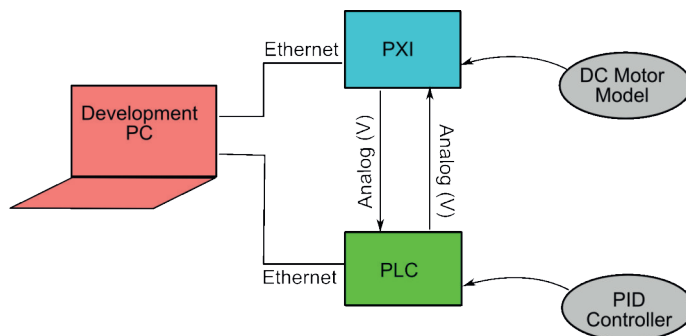 Ethernet
PXI
DC Motor
Model
Development
PC
Analog (V)
Analog (V)
Ethernet
PLC
PID
Controller